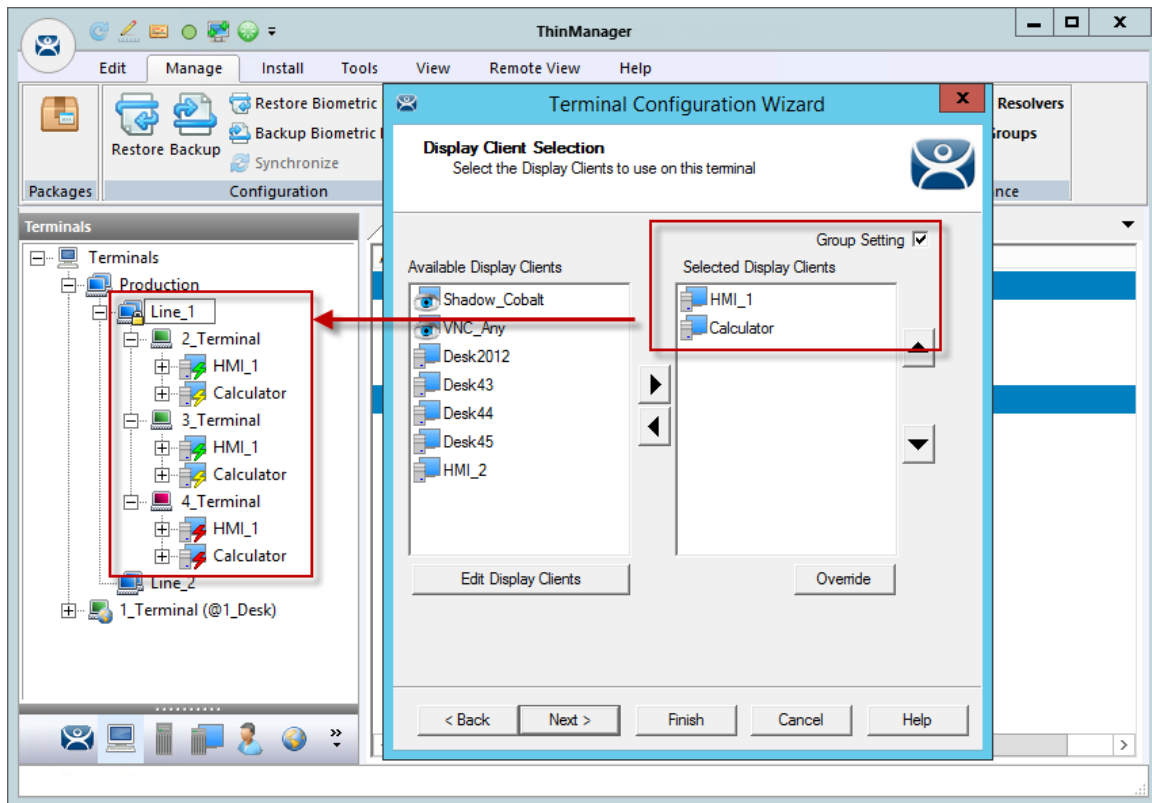 ThinManager
Edit Manage Install Tools View Remote View Help
Packages
Restore Backup
Restore Biometric
Backup Biometric
Synchronize
Configuration
Resolvers
Terminals
Terminals
Production
Line_1
2_Terminal
HMI_1
Calculator
3_Terminal
HMI_1
Calculator
4_Terminal
HMI_1
Calculator
Line_2
1_Terminal (@1_Desk)
Terminal Configuration Wizard
X
Display Client Selection
Select the Display Clients to use on this terminal
Group Setting
Available Display Clients
Shadow_Cobalt
VNC_Any
Desk2012
Desk43
Desk44
Desk45
HMI_2
Edit Display Clients
Selected Display Clients
HMI_1
Calculator
Override
< Back Next > Finish Cancel Help